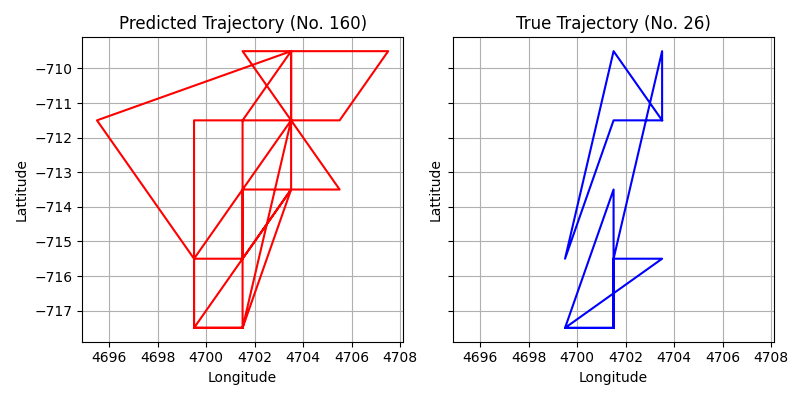 Predicted Trajectory (No. 160)
True Trajectory (No. 26)
Lattitude
−710
−711
−712
−713
−714
−715
−716
−717
4696 4698 4700 4702 4704 4706 4708
Longitude
Lattitude
4696 4698 4700 4702 4704 4706 4708
Longitude